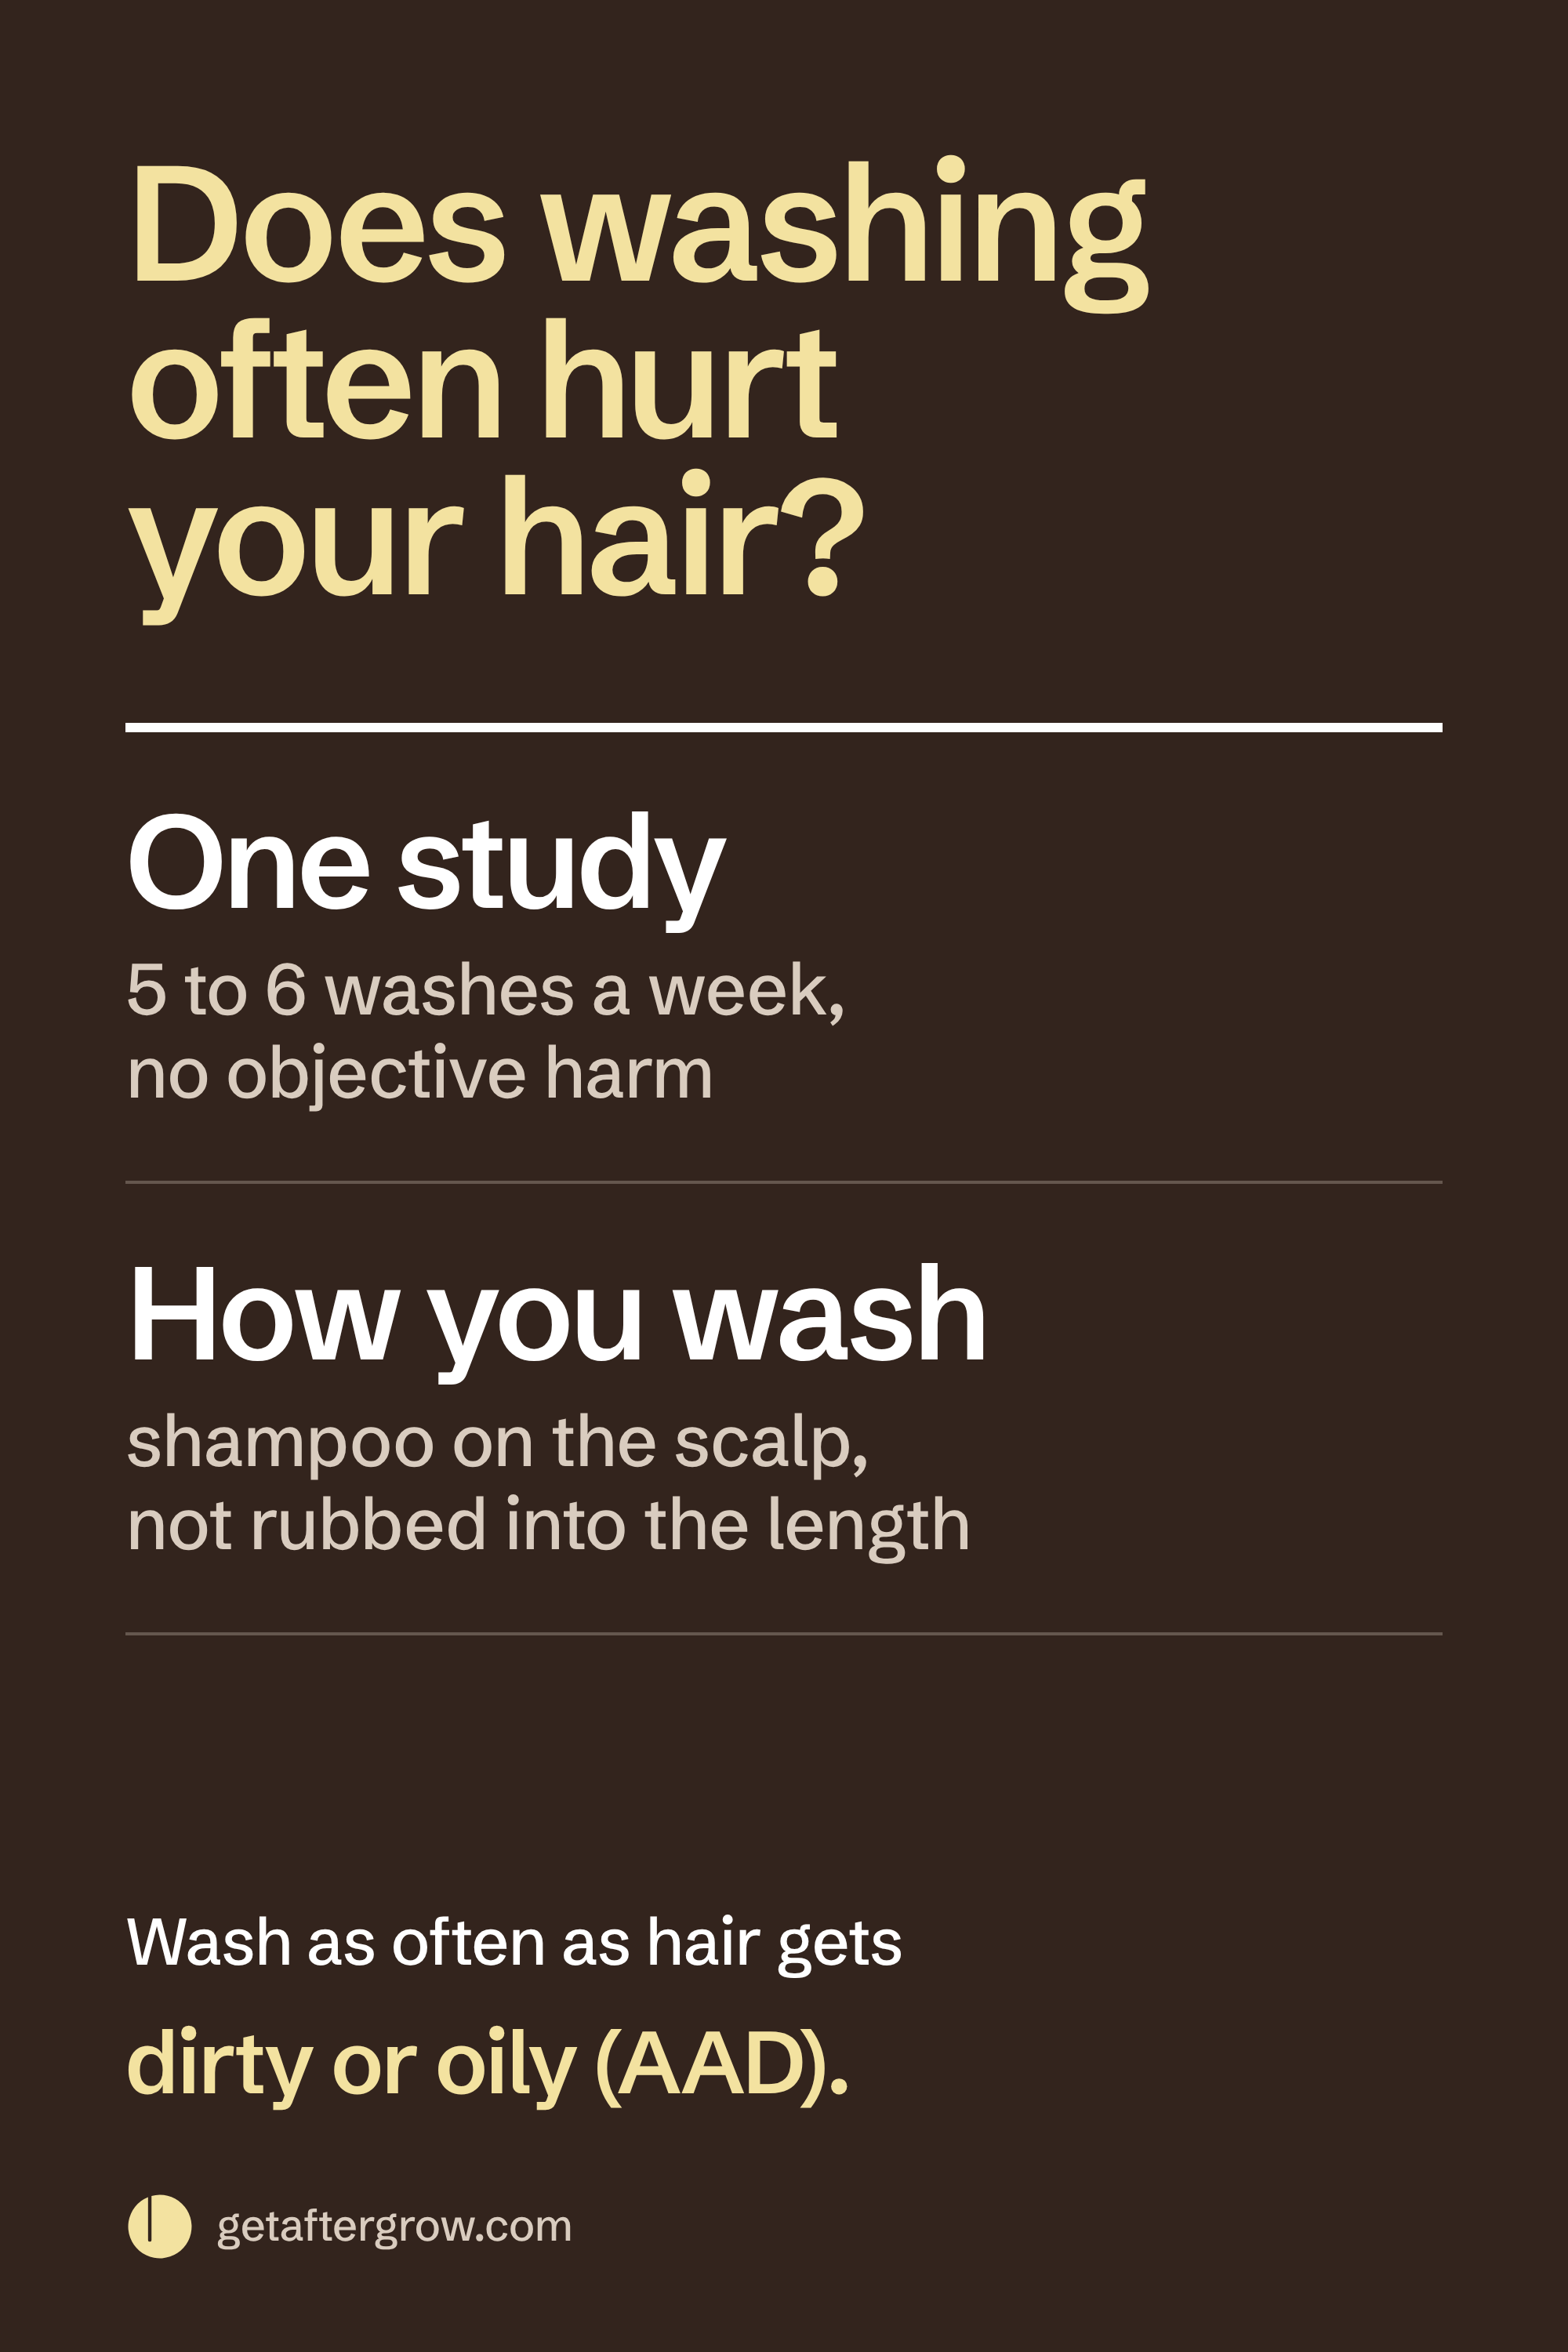 Does washing
often hurt
your hair?
One study
5 to 6 washes a week,
no objective harm
How you wash
shampoo on the scalp,
not rubbed into the length
Wash as often as hair gets
dirty or oily (AAD).
getaftergrow.com